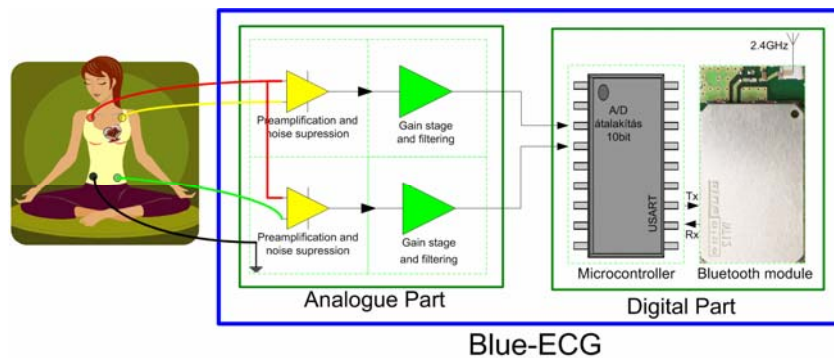 2.4GHz
Preamplification and
noise supression
Gain stage
and filtering
A/D
átalakítás
10bit
Preamplification and
noise supression
Gain stage
and filtering
USART
Tx
Rx
Microcontroller
Bluetooth module
Analogue Part
Digital Part
Blue-ECG